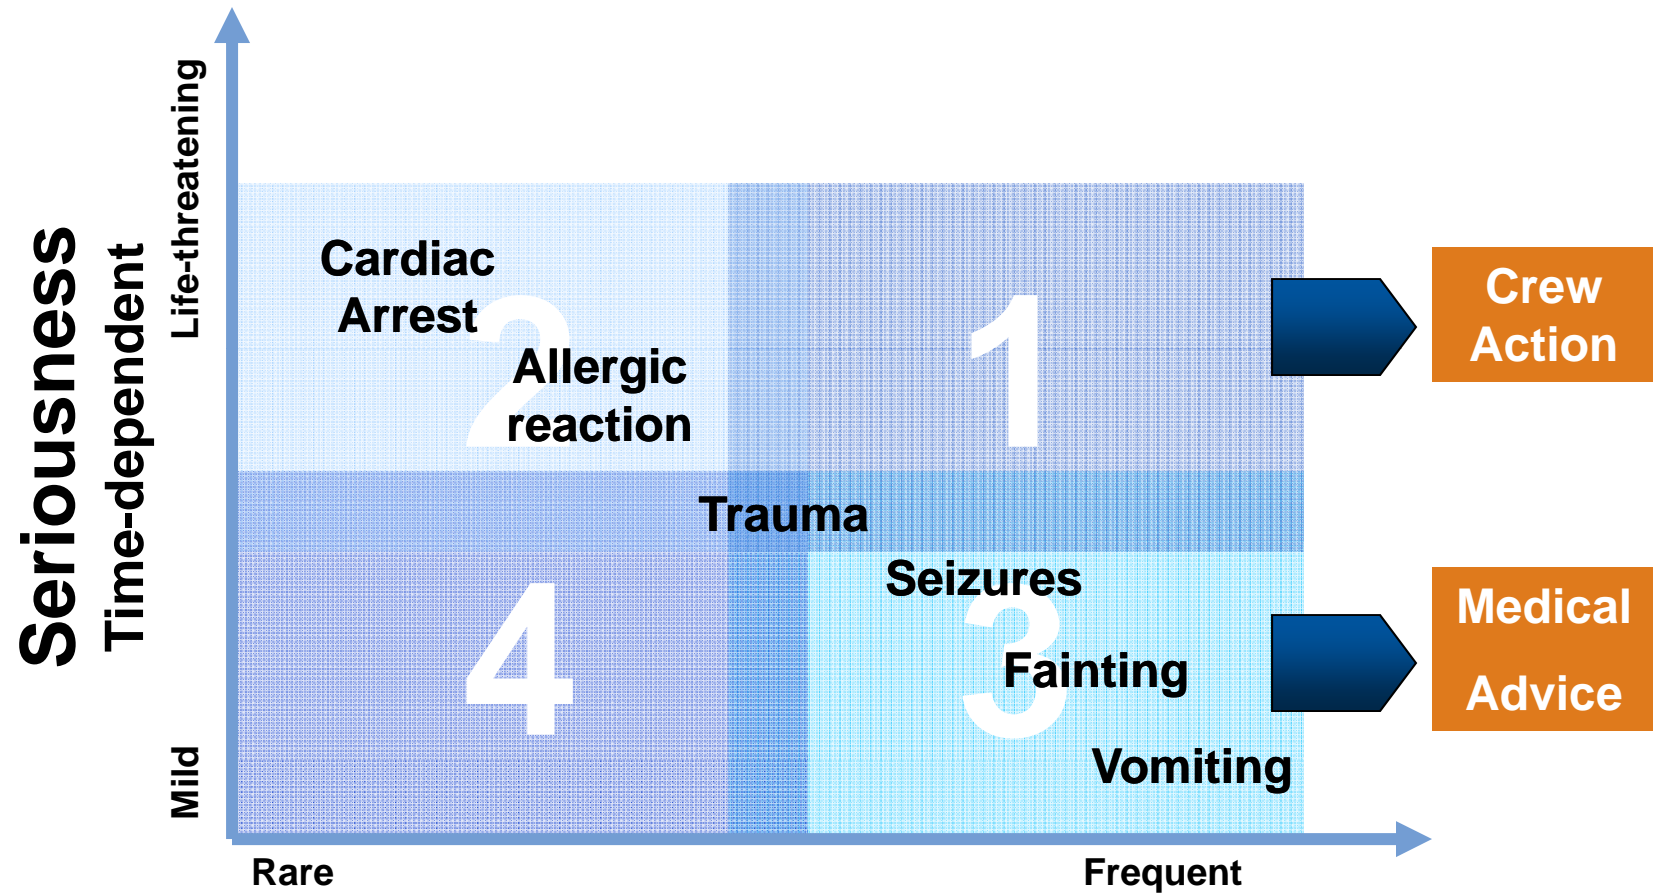 Seriousness
Time-dependent
Life-threatening
Mild
Cardiac
Arrest
2
Allergic
reaction
1
Trauma
4
Seizures
3
Fainting
Vomiting
Crew
Action
Medical
Advice
Rare
Frequent